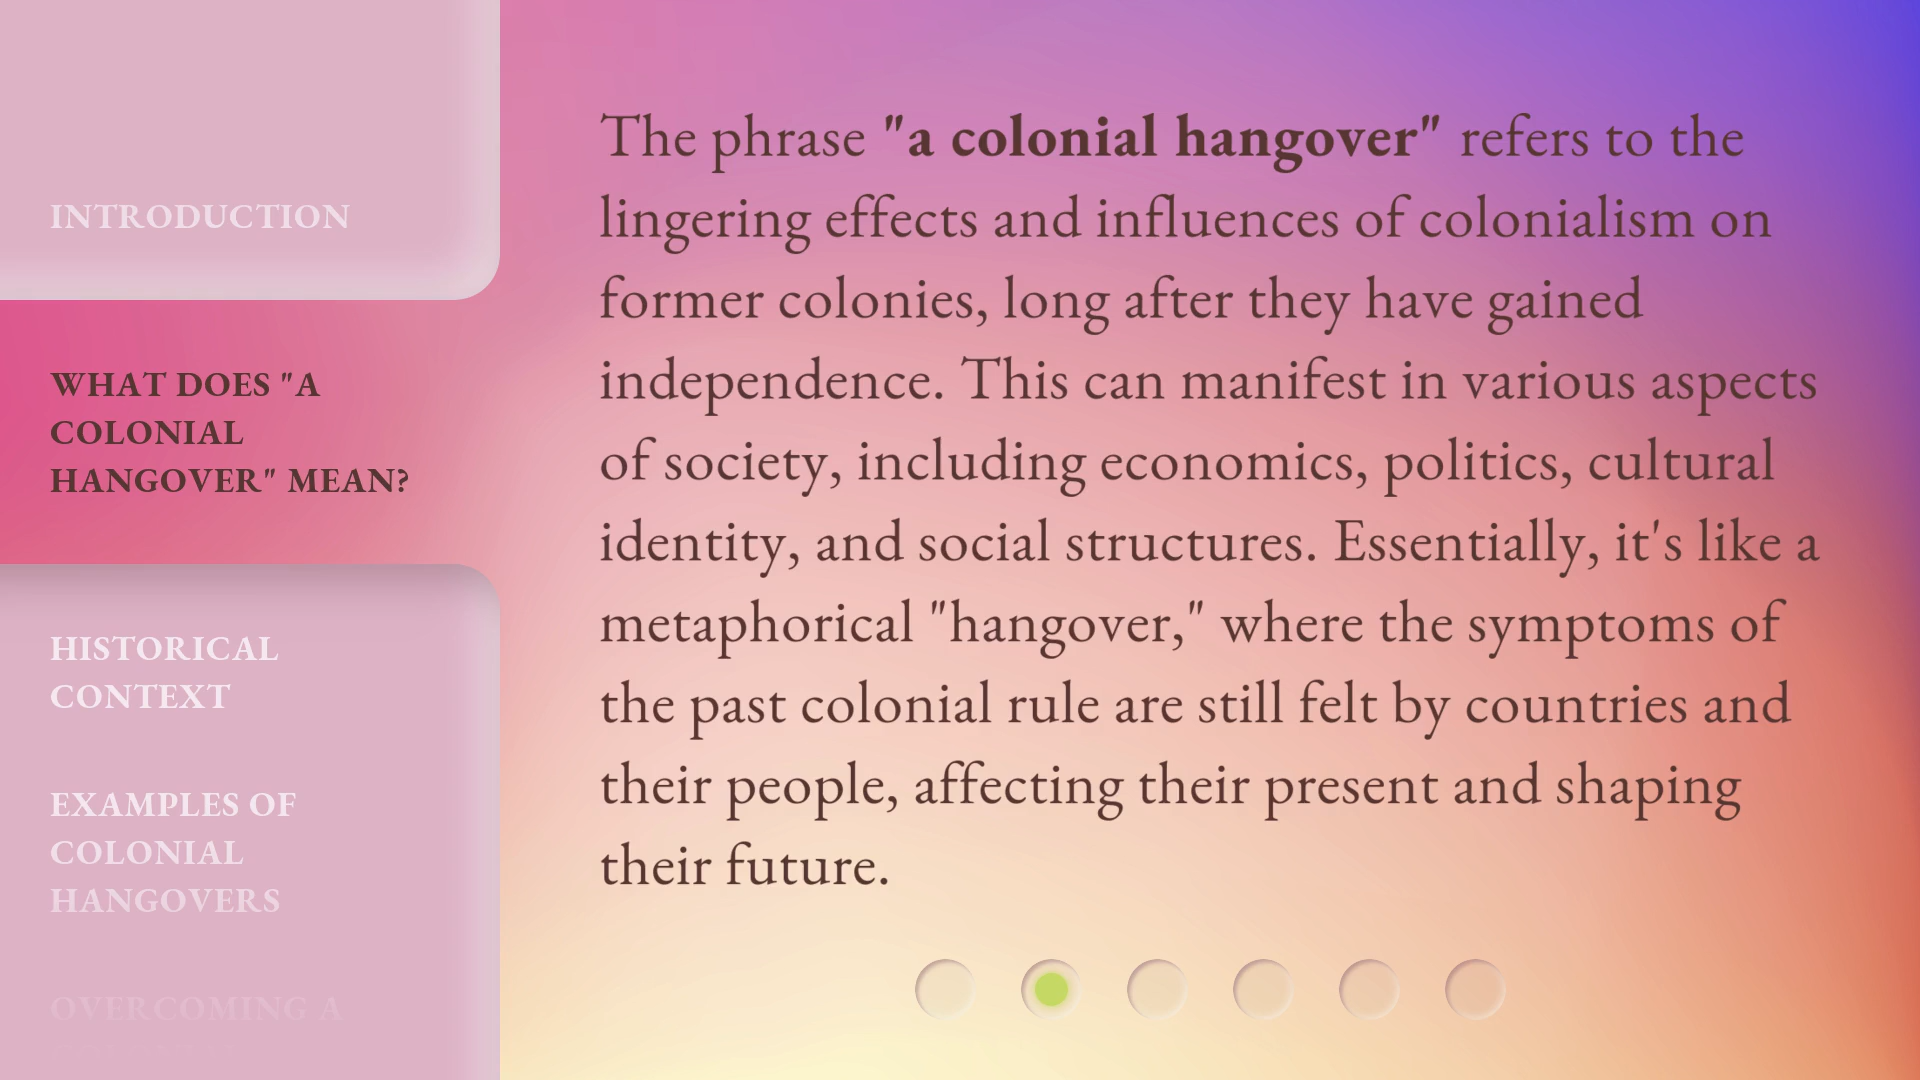 INTRODUCTION
WHAT DOES "A
COLONIAL
HANGOVER" MEAN?
HISTORICAL
CONTEXT
EXAMPLES OF
COLONIAL
HANGOVERS
OVERCOMING A
The phrase "a colonial hangover" refers to the
lingering effects and influences of colonialism on
former colonies, long after they have gained
independence. This can manifest in various aspects
of society, including economics, politics, cultural
identity, and social structures. Essentially, it's like a
metaphorical "hangover," where the symptoms of
the past colonial rule are still felt by countries and
their people, affecting their present and shaping
their future.